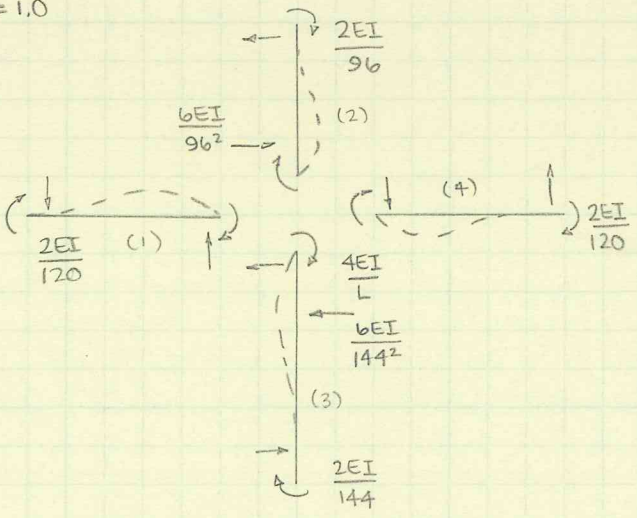 = 1.0
2EI
96
6EI
96²
(2)
(4)
2EI
120
(1)
2EI
120
4EI
L
6EI
144²
(3)
2EI
144